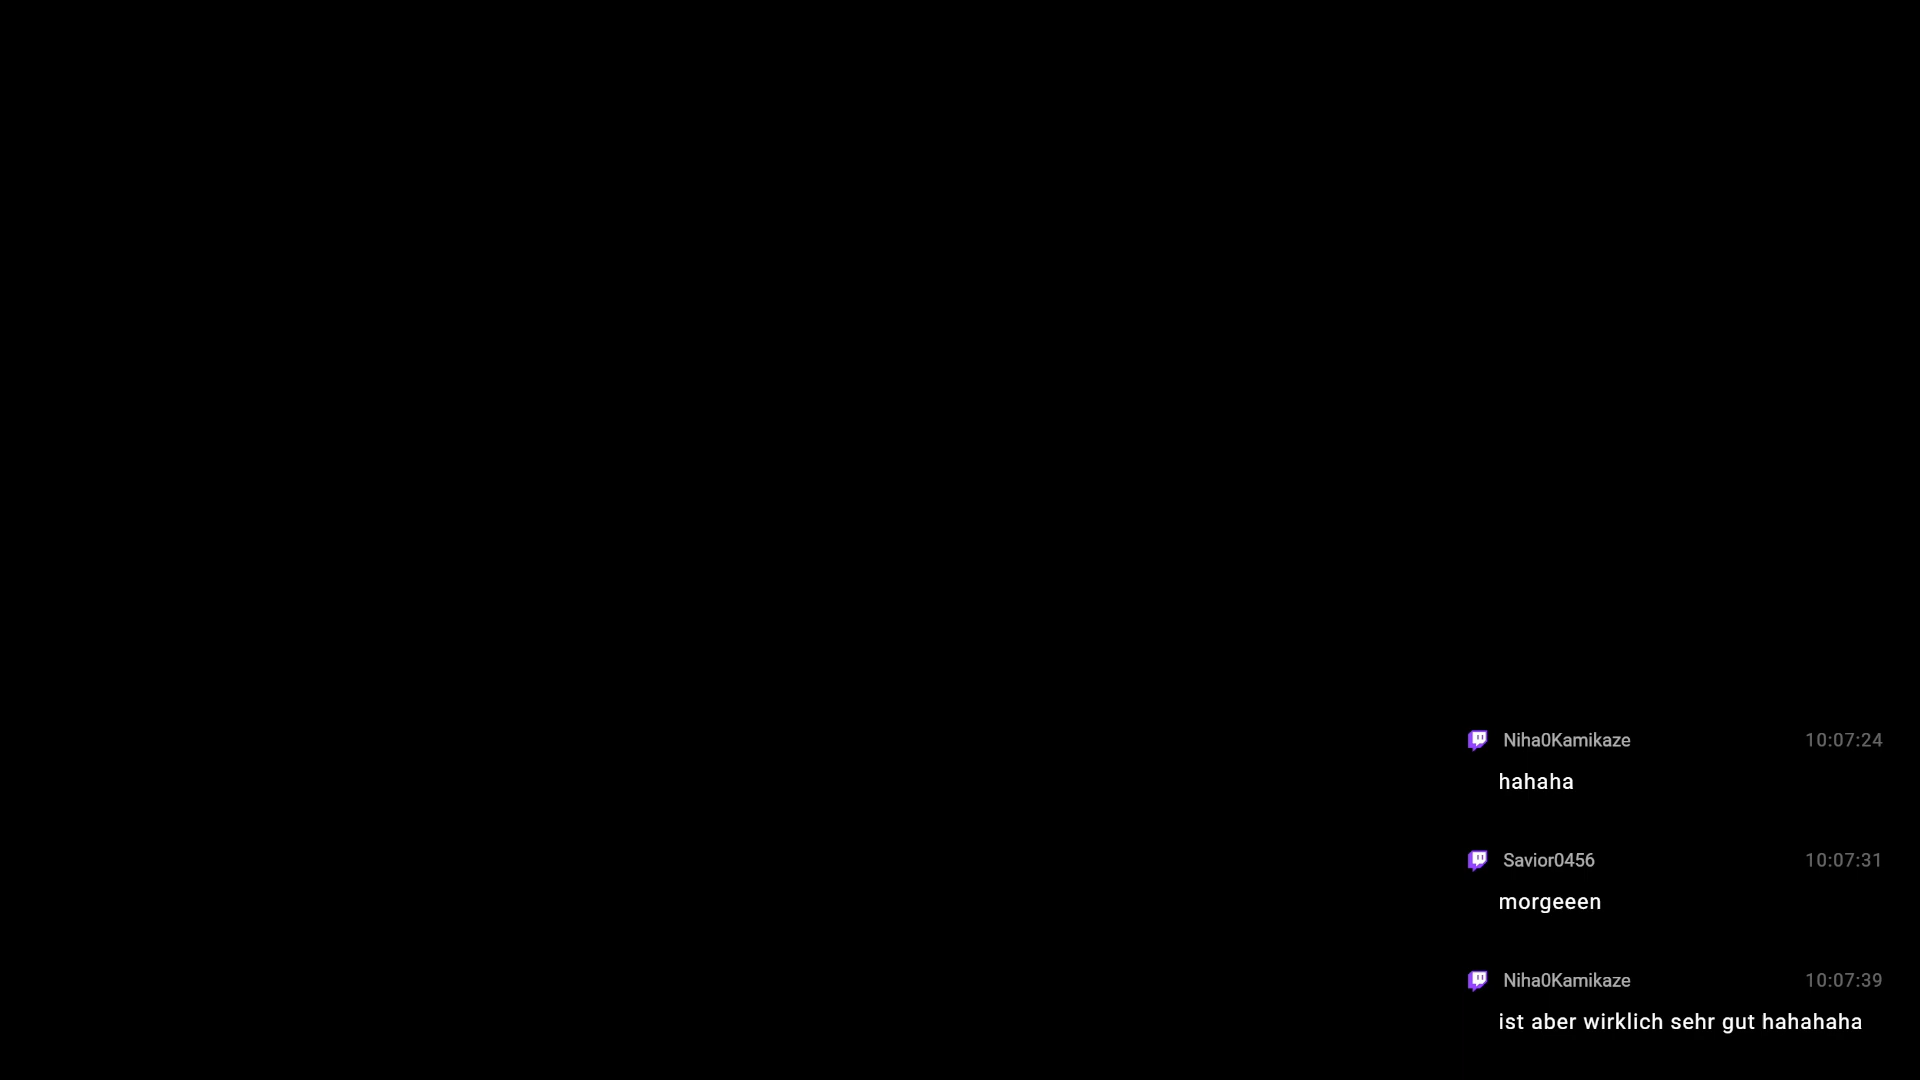 Niha0Kamikaze 10:07:24
hahaha
Savior0456 10:07:31
morgeeen
Niha0Kamikaze 10:07:39
ist aber wirklich sehr gut hahahaha